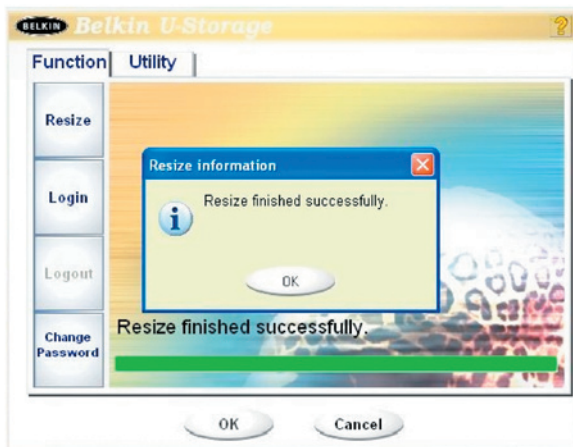 BELKIN Belkin U-Storage ?
Function Utility
Resize
Login
Logout
Change
Password
Resize information
Resize finished successfully.
i
OK
Resize finished successfully.
OK Cancel